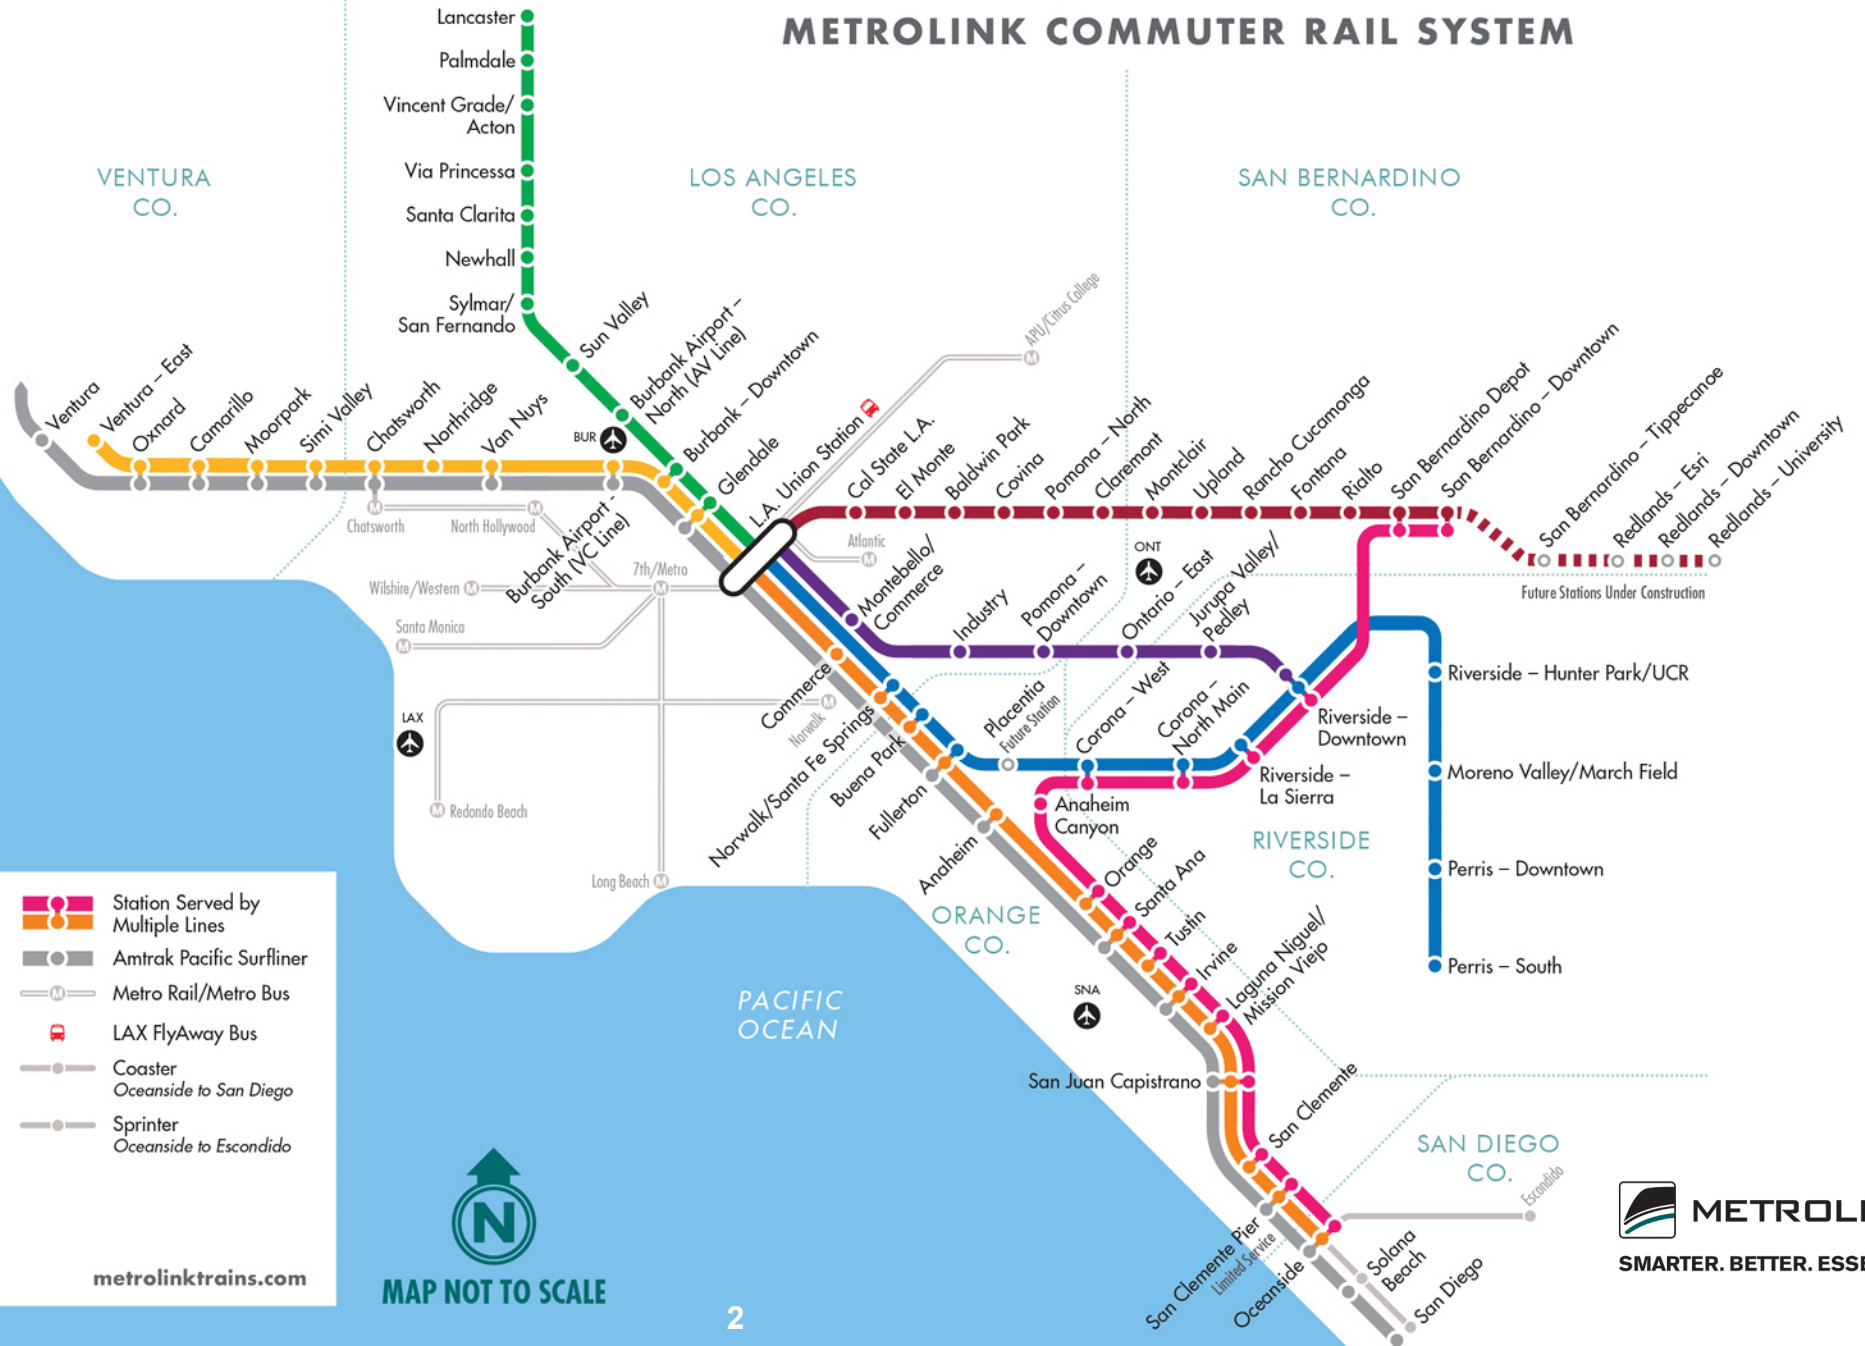 METROLINK COMMUTER RAIL SYSTEM
VENTURA
CO.
LOS ANGELES
CO.
SAN BERNARDINO
CO.
Lancaster
Palmdale
Vincent Grade/
Acton
Via Princessa
Santa Clarita
Newhall
Sylmar/
San Fernando
Sun Valley
Burbank Airport –
North (AV Line)
Burbank – Downtown
Glendale
L.A. Union Station
BUR
Ventura
Ventura – East
Oxnard
Camarillo
Moorpark
Simi Valley
Chatsworth
Northridge
Van Nuys
Burbank Airport -
South (VC Line)
M
Chatsworth
M
North Hollywood
Wilshire/Western M
7th/Metro
M
Santa Monica
M
APU/Citrus College
M
Atlantic
M
Cal State L.A.
El Monte
Baldwin Park
Covina
Pomona – North
Claremont
Montclair
Upland
Rancho Cucamonga
Fontana
Rialto
San Bernardino Depot
San Bernardino – Downtown
San Bernardino – Tippecanoe
Redlands – Esri
Redlands – Downtown
Redlands – University
Future Stations Under Construction
ONT
Montebello/
Commerce
Industry
Pomona –
Downtown
Ontario – East
Jurupa Valley/
Pedley
Commerce
Norwalk
M
Norwalk/Santa Fe Springs
Buena Park
Fullerton
Placentia
Future Station
Corona – West
Corona –
North Main
Riverside –
Downtown
Riverside –
La Sierra
Riverside – Hunter Park/UCR
Moreno Valley/March Field
Perris – Downtown
Perris – South
RIVERSIDE
CO.
LAX
M Redondo Beach
Long Beach M
Anaheim
Anaheim
Canyon
Orange
Santa Ana
Tustin
Irvine
Laguna Niguel/
Mission Viejo
ORANGE
CO.
SNA
San Juan Capistrano
San Clemente
San Clemente Pier
Limited Service
Oceanside
Escondido
Solana
Beach
San Diego
SAN DIEGO
CO.
PACIFIC
OCEAN
Station Served by
Multiple Lines
Amtrak Pacific Surfliner
M Metro Rail/Metro Bus
LAX FlyAway Bus
Coaster
Oceanside to San Diego
Sprinter
Oceanside to Escondido
metrolinktrains.com
N
MAP NOT TO SCALE
2
METROLI
SMARTER. BETTER. ESSE